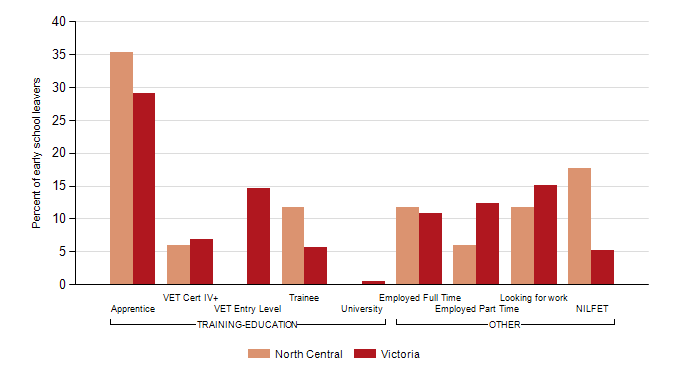 40
35
30
25
20
15
10
5
0
Percent of early school leavers
VET Cert IV+ Trainee Employed Full Time Looking for work
Apprentice VET Entry Level University Employed Part Time NILFET
TRAINING-EDUCATION OTHER
North Central Victoria